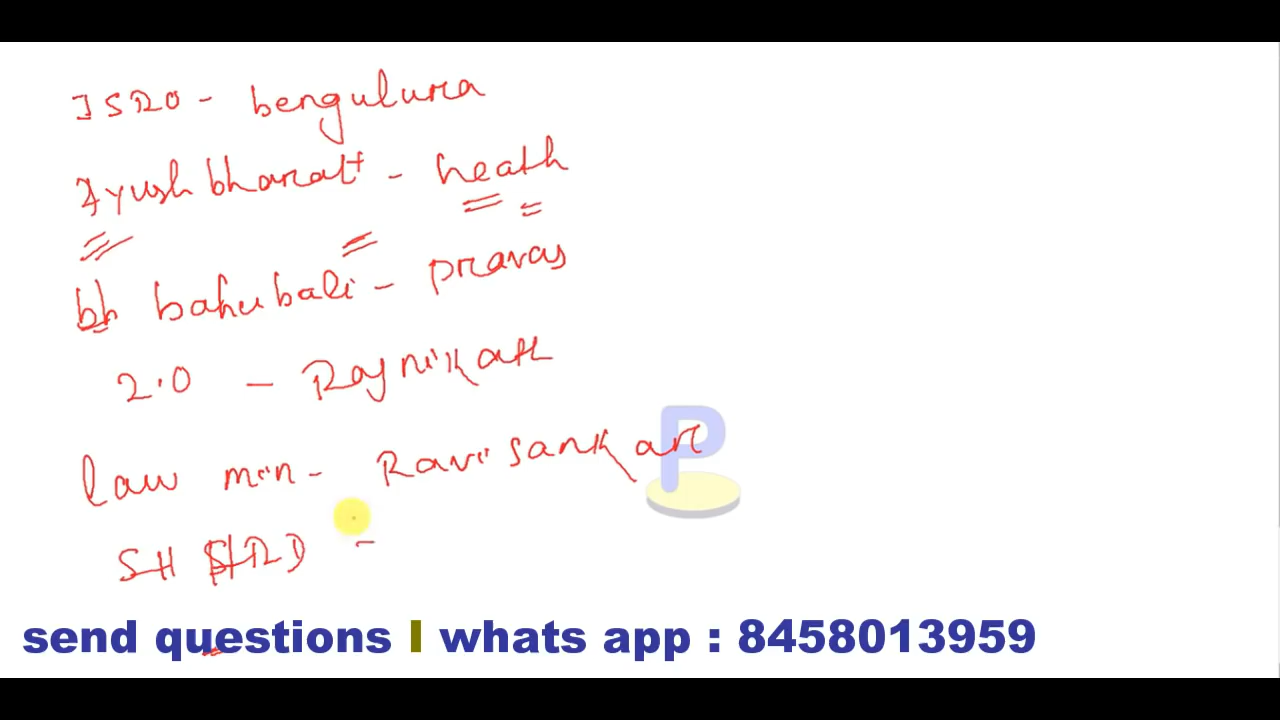 ISRO - bengulura
Ayush bharat - heath
bh bahubali - pravas
2.0 - Rajnikath
law min - Ravi sankar
SH
P
send questions I whats app : 8458013959